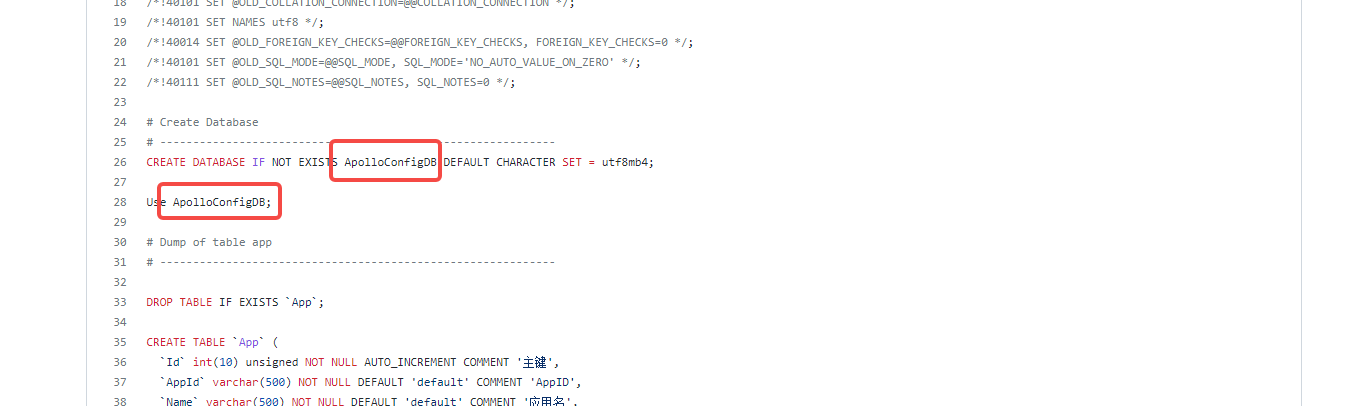 18 /*!40101 SET @OLD_COLLATION_CONNECTION=@@COLLATION_CONNECTION */;
19 /*!40101 SET NAMES utf8 */;
20 /*!40014 SET @OLD_FOREIGN_KEY_CHECKS=@@FOREIGN_KEY_CHECKS, FOREIGN_KEY_CHECKS=0 */;
21 /*!40101 SET @OLD_SQL_MODE=@@SQL_MODE, SQL_MODE='NO_AUTO_VALUE_ON_ZERO' */;
22 /*!40111 SET @OLD_SQL_NOTES=@@SQL_NOTES, SQL_NOTES=0 */;
23
24 # Create Database
25 # ------------------------------------------------------------
26 CREATE DATABASE IF NOT EXISTS ApolloConfigDB DEFAULT CHARACTER SET = utf8mb4;
27
28 Use ApolloConfigDB;
29
30 # Dump of table app
31 # ------------------------------------------------------------
32
33 DROP TABLE IF EXISTS `App`;
34
35 CREATE TABLE `App` (
36 `Id` int(10) unsigned NOT NULL AUTO_INCREMENT COMMENT '主键',
37 `AppId` varchar(500) NOT NULL DEFAULT 'default' COMMENT 'AppID',
38 `Name` varchar(500) NOT NULL DEFAULT 'default' COMMENT '应用名',